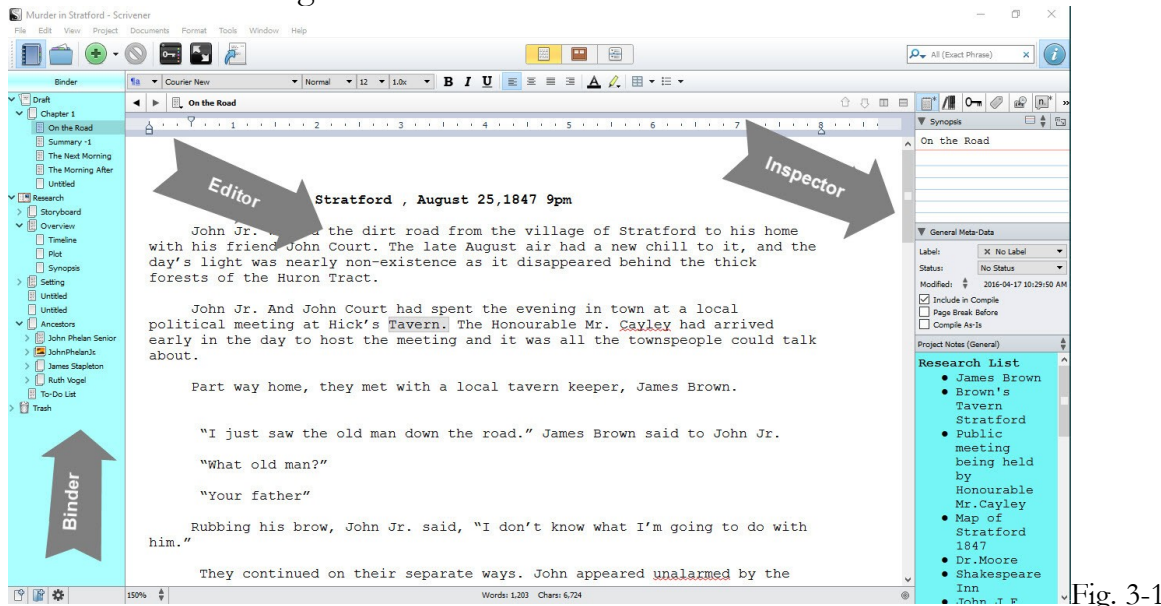 Murder in Stratford - Scrivener
File Edit View Project Documents Format Tools Window Help
All (Exact Phrase)
Binder
Courier New Normal 12 1.0x B I U A
Draft
Chapter 1
On the Road
Summary -1
The Next Morning
The Morning After
Untitled
Research
Storyboard
Overview
Timeline
Plot
Synopsis
Setting
Untitled
Untitled
Ancestors
John Phelan Senior
JohnPhelanJs
James Stapleton
Ruth Vogel
To-Do List
Trash
Binder
On the Road
1 2 3 4 5 6 7 8
Editor
Inspector
Stratford , August 25,1847 9pm
John Jr. the dirt road from the village of Stratford to his home
with his friend John Court. The late August air had a new chill to it, and the
day's light was nearly non-existence as it disappeared behind the thick
forests of the Huron Tract.
John Jr. And John Court had spent the evening in town at a local
political meeting at Hick's Tavern. The Honourable Mr. Cayley had arrived
early in the day to host the meeting and it was all the townspeople could talk
about.
Part way home, they met with a local tavern keeper, James Brown.
“I just saw the old man down the road.” James Brown said to John Jr.
“What old man?”
“Your father”
Rubbing his brow, John Jr. said, “I don't know what I'm going to do with
him.”
They continued on their separate ways. John appeared unalarmed by the
150%
Words: 1,203 Chars: 6,724
Synopsis
On the Road
General Meta-Data
Label: No Label
Status: No Status
Modified: 2016-04-17 10:29:50 AM
Include in Compile
Page Break Before
Compile As-Is
Project Notes (General)
Research List
• James Brown
• Brown's
Tavern
Stratford
• Public
meeting
being held
by
Honourable
Mr.Cayley
• Map of
Stratford
1847
• Dr.Moore
• Shakespeare
Inn
• John J.F
Fig. 3-1